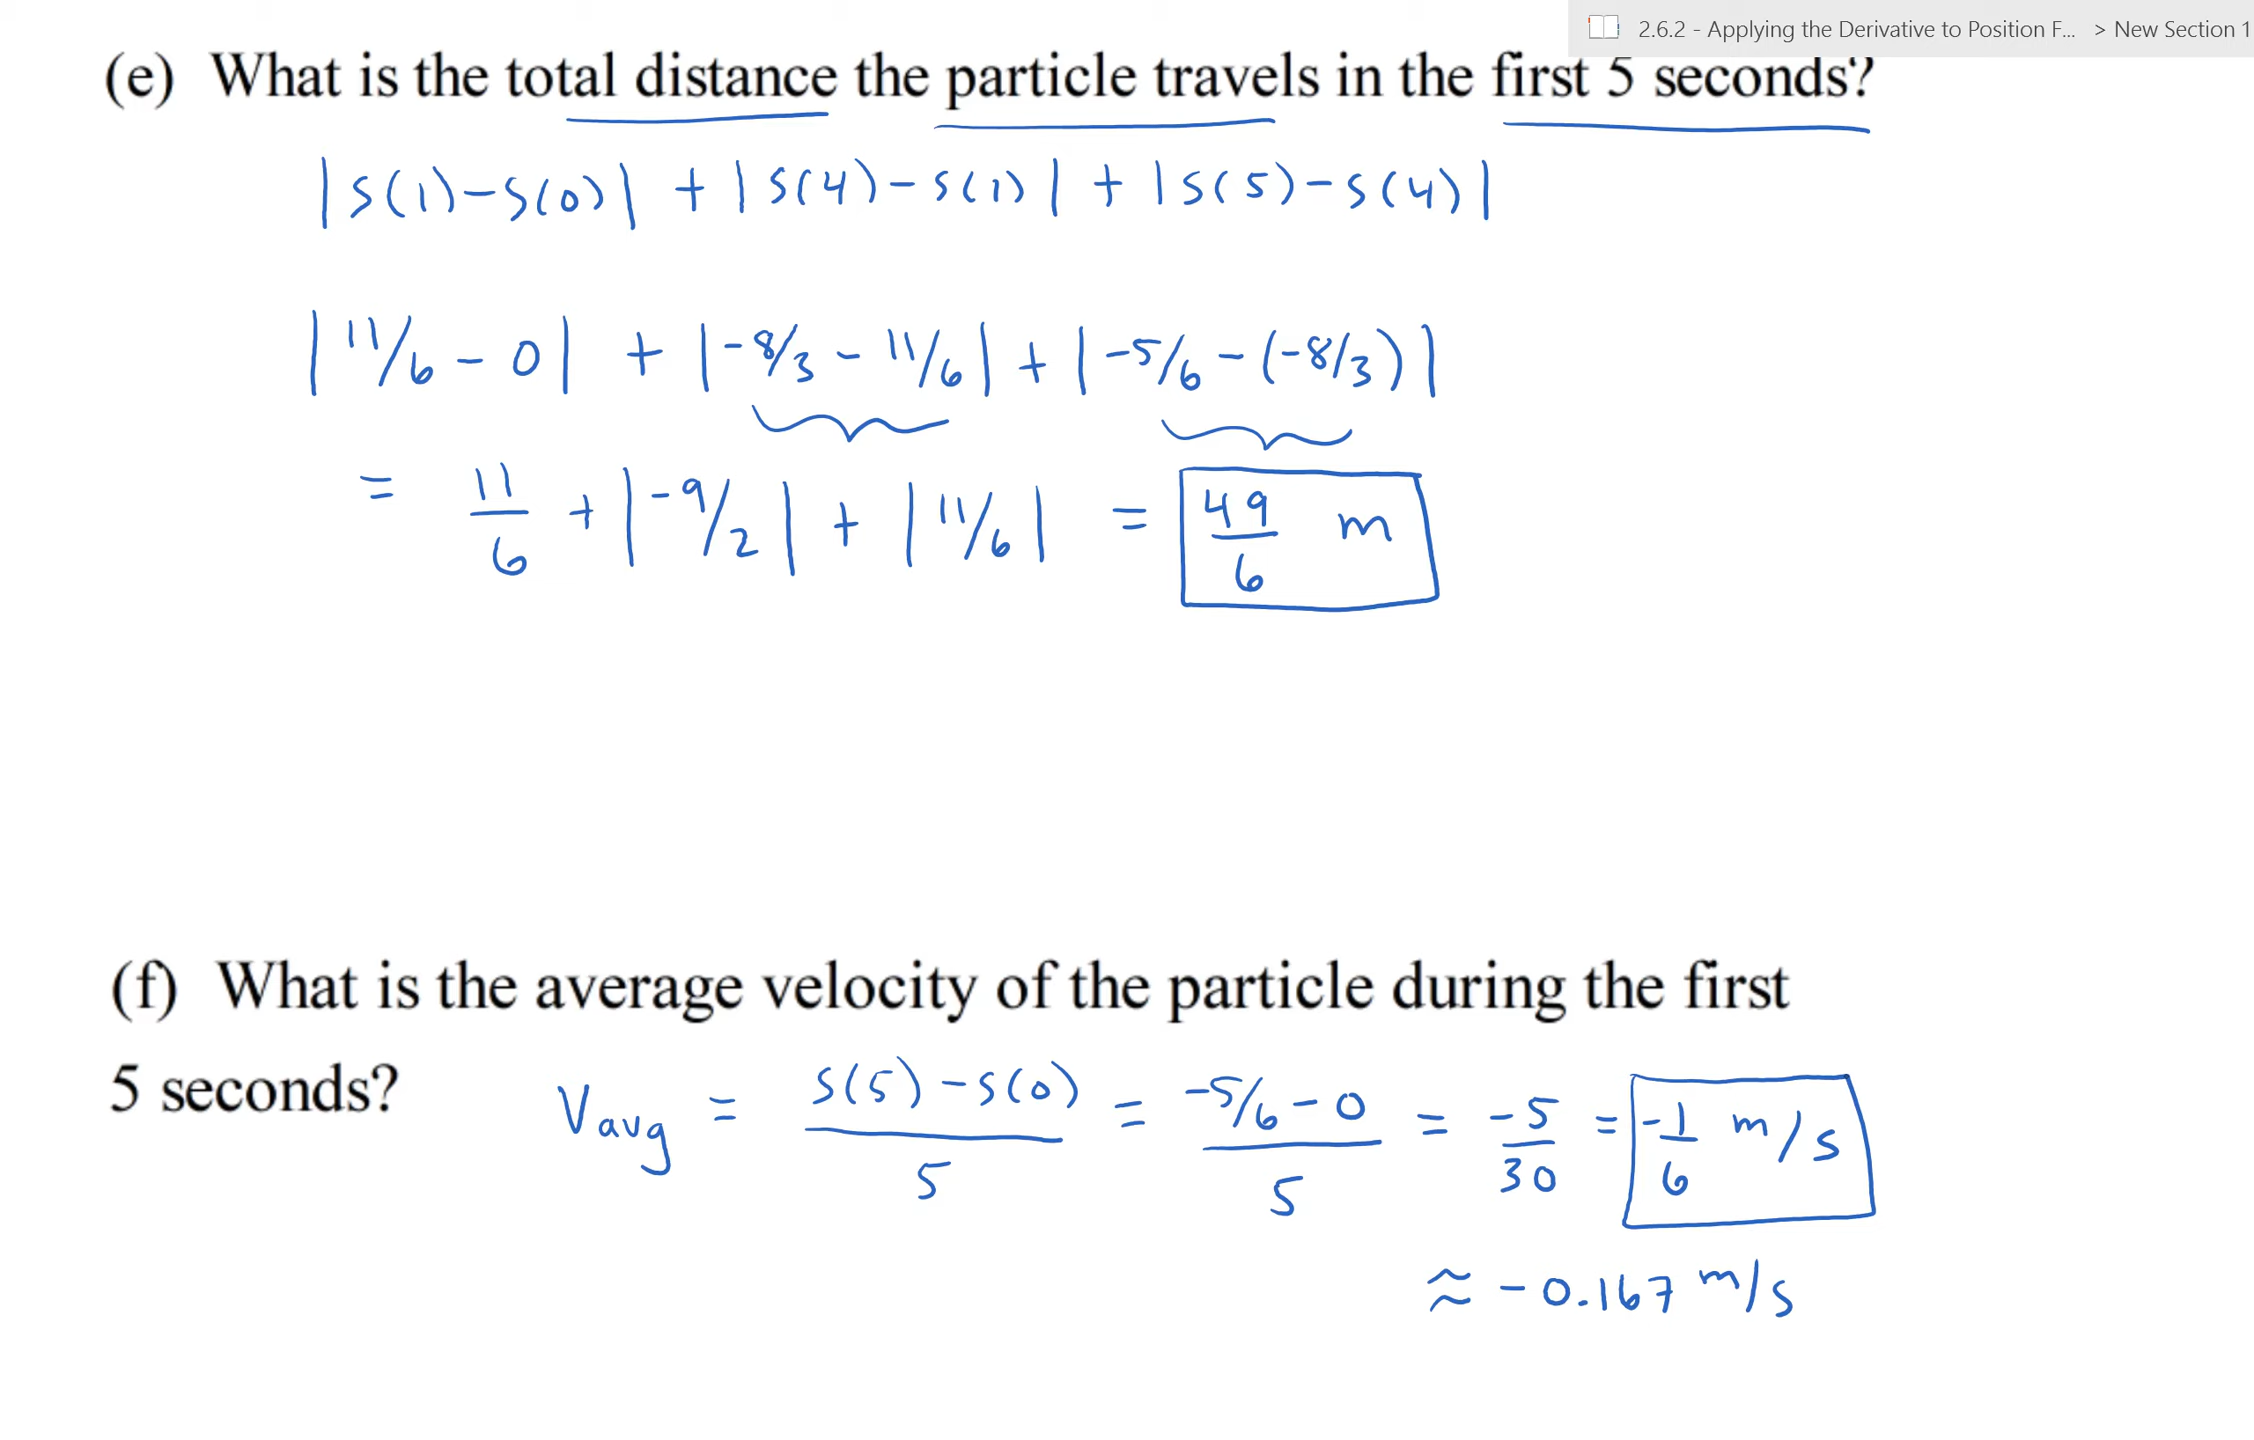 2.6.2 - Applying the Derivative to Position F... > New Section 1
(e) What is the total distance the particle travels in the first 5 seconds?
|s(1)-s(0)| + |s(4)-s(1)| + |s(5)-s(4)|
|11/6 - 0| + |-8/3 - 11/6| + |-5/6 - (-8/3)|
= 11/6 + |-9/2| + |11/6| = 49/6 m
(f) What is the average velocity of the particle during the first
5 seconds? Vavg = s(5)-s(0)/5 = -5/6-0/5 = -5/30 = -1/6 m/s
≈ -0.167 m/s